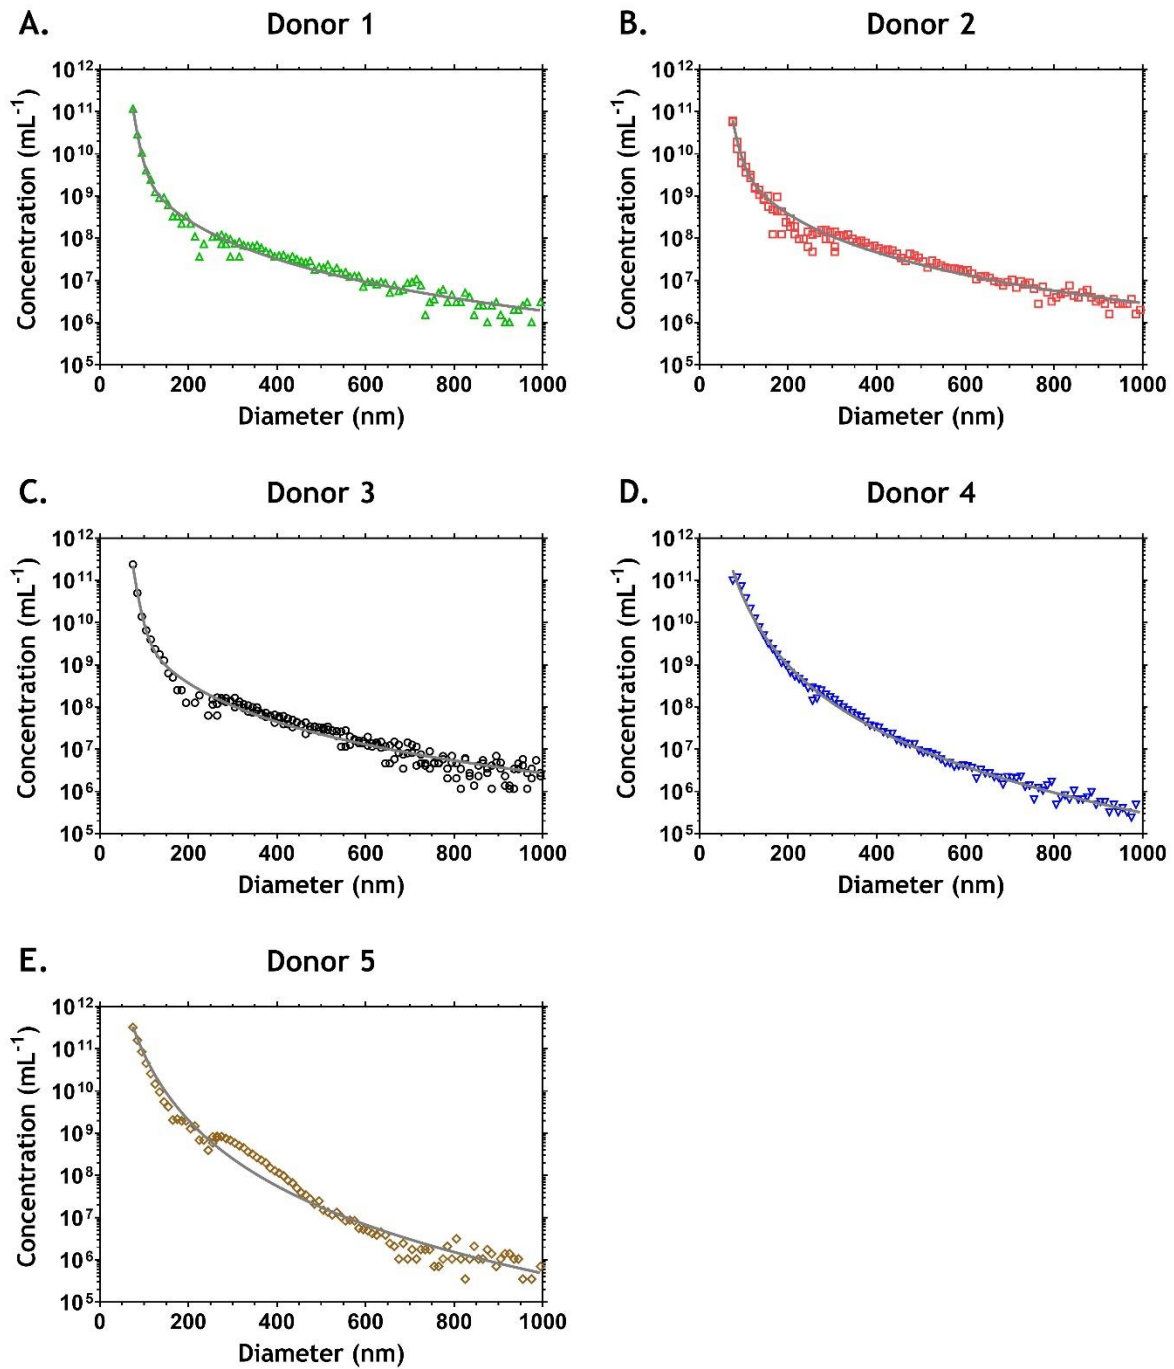 A. Donor 1
Concentration (mL⁻¹)
10¹²
10¹¹
10¹⁰
10⁹
10⁸
10⁷
10⁶
10⁵
0 200 400 600 800 1000
Diameter (nm)
B. Donor 2
Concentration (mL⁻¹)
10¹²
10¹¹
10¹⁰
10⁹
10⁸
10⁷
10⁶
10⁵
0 200 400 600 800 1000
Diameter (nm)
C. Donor 3
Concentration (mL⁻¹)
10¹²
10¹¹
10¹⁰
10⁹
10⁸
10⁷
10⁶
10⁵
0 200 400 600 800 1000
Diameter (nm)
D. Donor 4
Concentration (mL⁻¹)
10¹²
10¹¹
10¹⁰
10⁹
10⁸
10⁷
10⁶
10⁵
0 200 400 600 800 1000
Diameter (nm)
E. Donor 5
Concentration (mL⁻¹)
10¹²
10¹¹
10¹⁰
10⁹
10⁸
10⁷
10⁶
10⁵
0 200 400 600 800 1000
Diameter (nm)